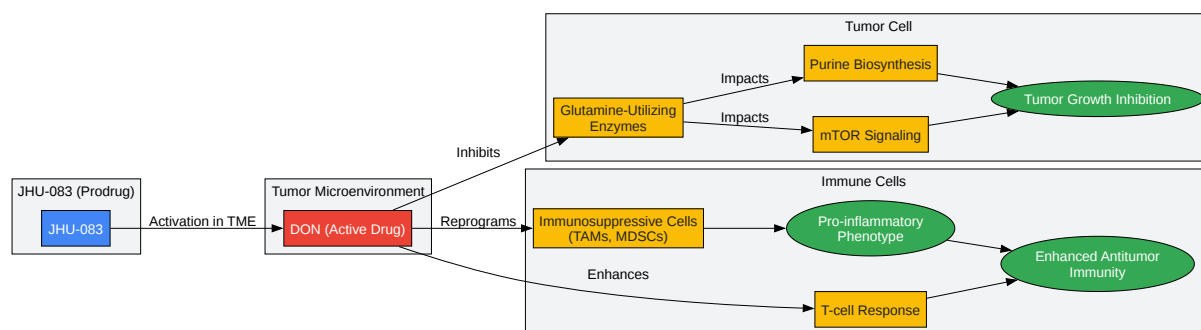 JHU-083 (Prodrug)
JHU-083
Activation in TME
Tumor Microenvironment
DON (Active Drug)
Inhibits
Reprograms
Enhances
Tumor Cell
Glutamine-Utilizing
Enzymes
Impacts
Impacts
Purine Biosynthesis
mTOR Signaling
Tumor Growth Inhibition
Immune Cells
Immunosuppressive Cells
(TAMs, MDSCs)
Pro-inflammatory
Phenotype
T-cell Response
Enhanced Antitumor
Immunity